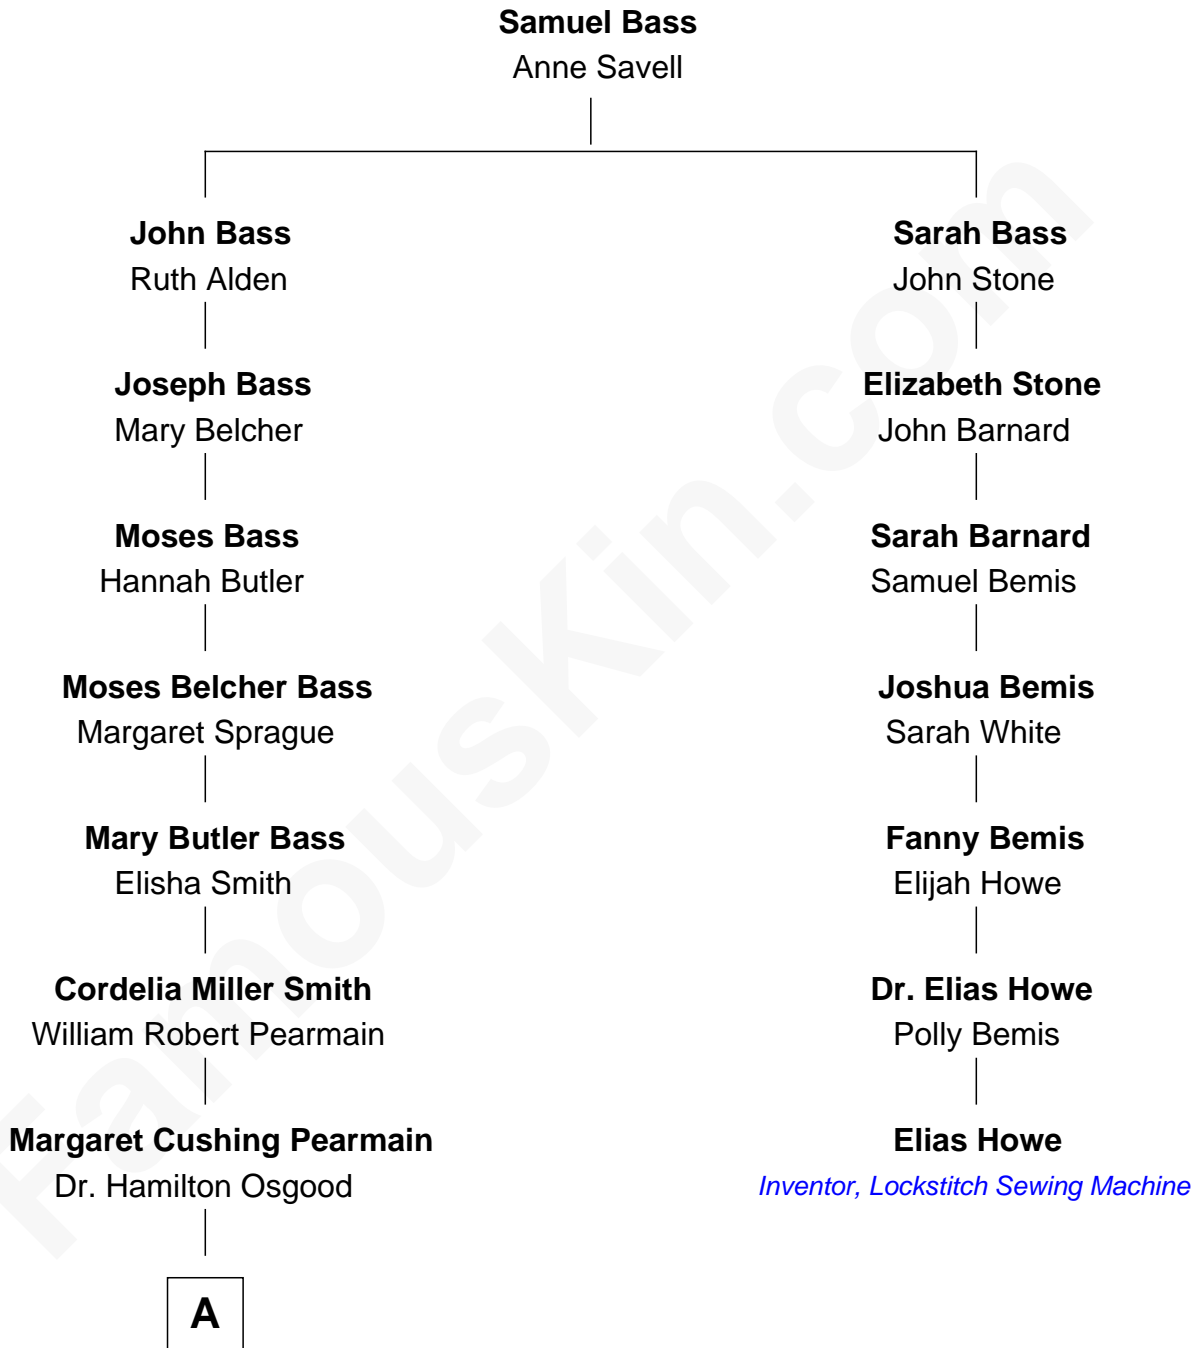 Samuel Bass
Anne Savell
John Bass
Ruth Alden
Sarah Bass
John Stone
Joseph Bass
Mary Belcher
Elizabeth Stone
John Barnard
Moses Bass
Hannah Butler
Sarah Barnard
Samuel Bemis
Moses Belcher Bass
Margaret Sprague
Joshua Bemis
Sarah White
Mary Butler Bass
Elisha Smith
Fanny Bemis
Elijah Howe
Cordelia Miller Smith
William Robert Pearmain
Dr. Elias Howe
Polly Bemis
Margaret Cushing Pearmain
Dr. Hamilton Osgood
Elias Howe
Inventor, Lockstitch Sewing Machine
A
FamousKin.com